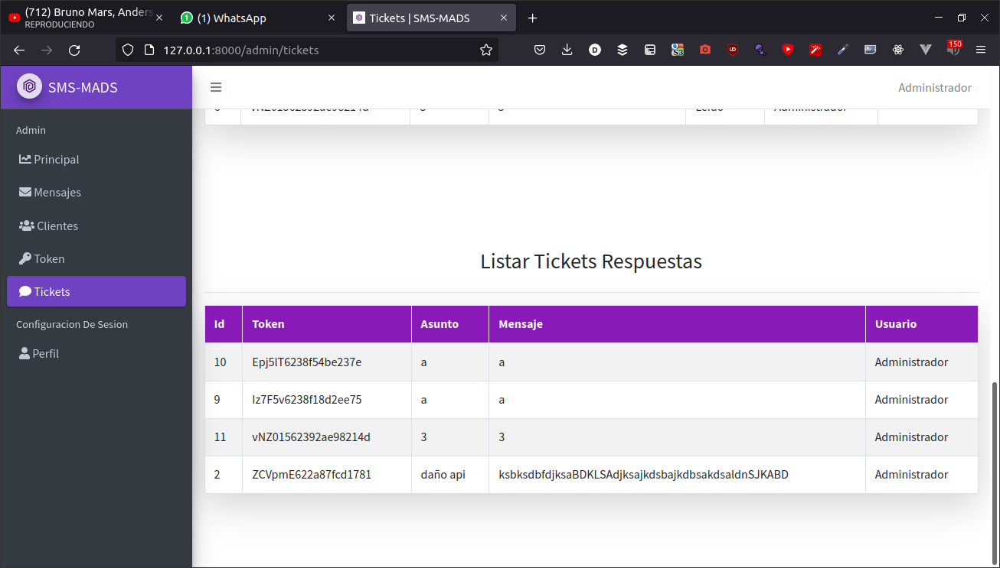 (712) Bruno Mars, Anders
REPRODUCIENDO
(1) WhatsApp
Tickets | SMS-MADS
127.0.0.1:8000/admin/tickets
150
SMS-MADS
Administrador
Admin
Principal
Mensajes
Clientes
Token
Tickets
Configuracion De Sesion
Perfil
Listar Tickets Respuestas
Id Token Asunto Mensaje Usuario
10 Epj5lT6238f54be237e a a Administrador
9 Iz7F5v6238f18d2ee75 a a Administrador
11 vNZ01562392ae98214d 3 3 Administrador
2 ZCVpmE622a87fcd1781 daño api ksbksdbfdjksaBDKLSAdjksajkdsbajkdbsakdsaldnSJKABD Administrador